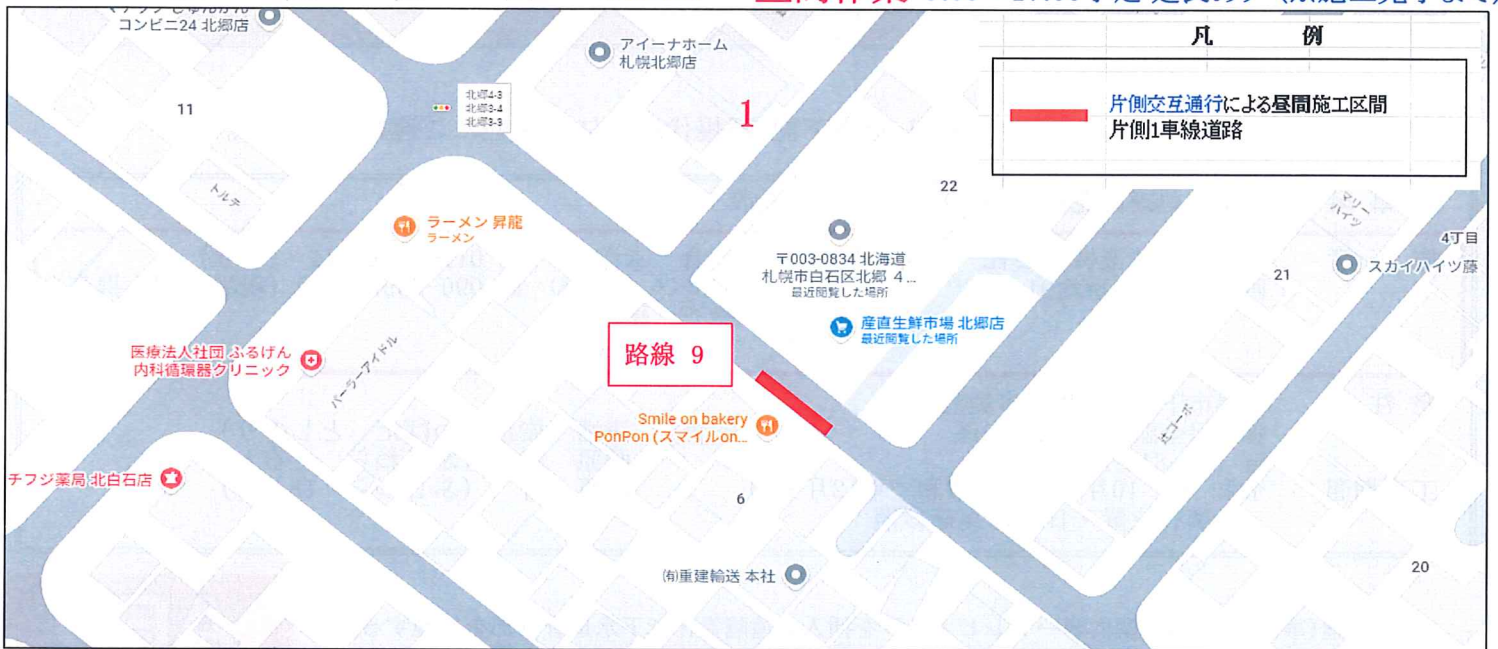 凡 例
片側交互通行による昼間施工区間
片側1車線道路
コンビニ24 北郷店
アイーナホーム
札幌北郷店
11
北郷4-3
北郷3-4
北郷3-3
1
トルテ
22
マリー
ハイツ
4丁目
ラーメン 昇龍
ラーメン
〒003-0834 北海道
札幌市白石区北郷 4...
最近閲覧した場所
21
スカイハイツ藤
産直生鮮市場 北郷店
最近閲覧した場所
路線 9
医療法人社団 ふるげん
内科循環器クリニック
パーラーアイドル
Smile on bakery
PonPon (スマイルon...
チフジ薬局 北白石店
6
㈲重建輸送 本社
20